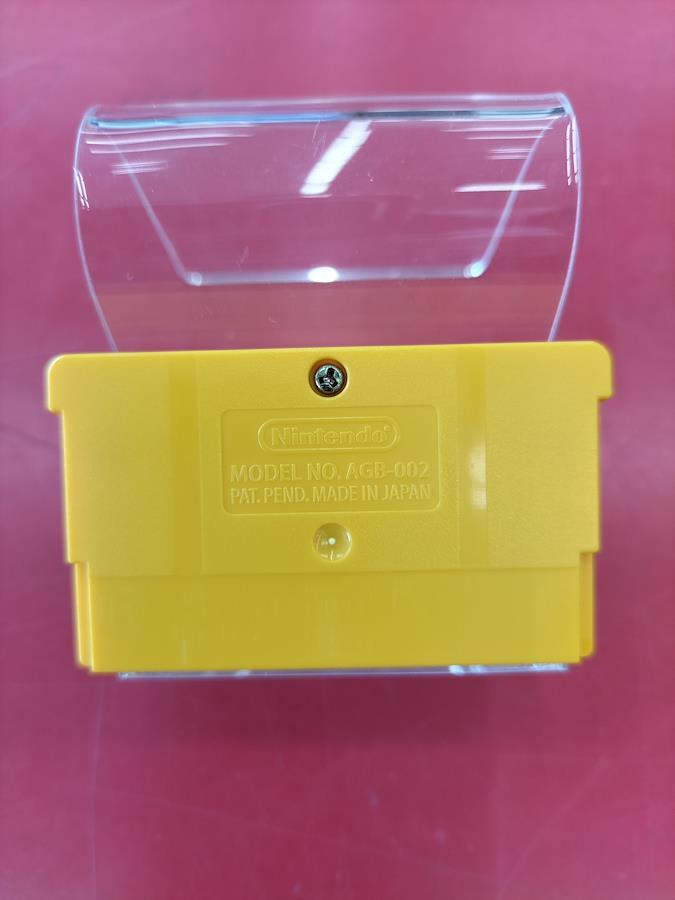 Nintendo
MODEL NO. AGB-002
PAT. PEND. MADE IN JAPAN